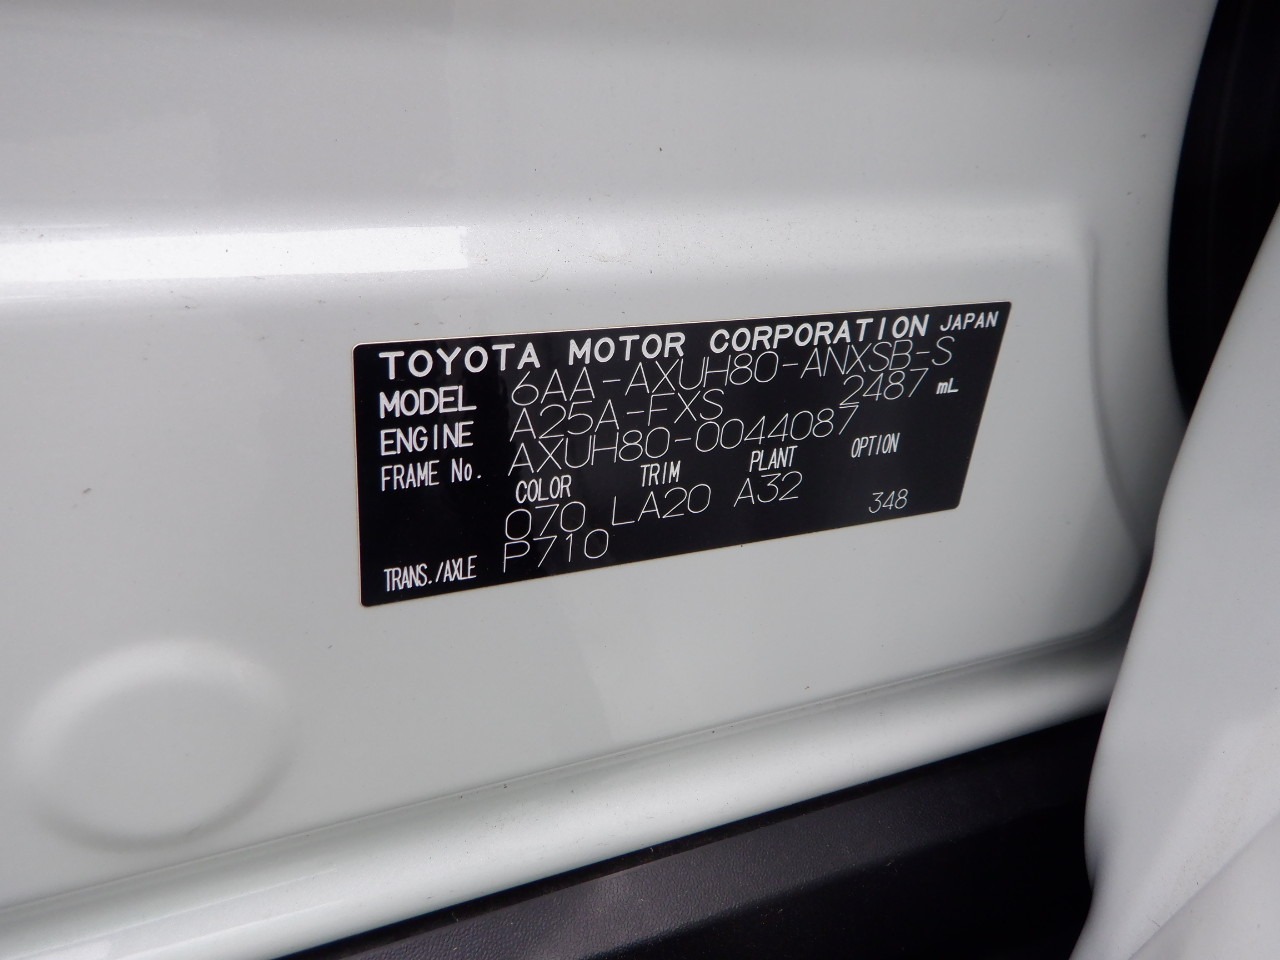 TOYOTA MOTOR CORPORATION JAPAN
MODEL 6AA-AXUH80-ANXSB-S
ENGINE A25A-FXS 2487 mL
FRAME No. AXUH80-0044087
COLOR TRIM PLANT OPTION
070 LA20 A32 348
TRANS./AXLE P710